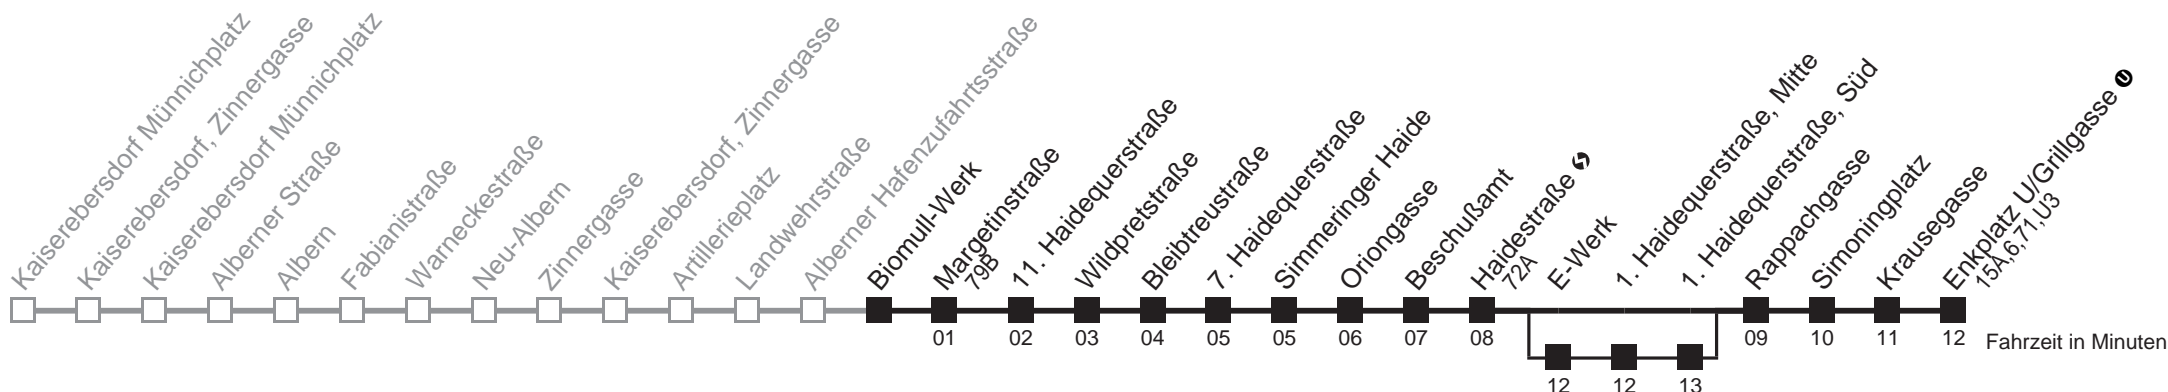 Kaiserebersdorf Münnichplatz
Kaiserebersdorf, Zinnergasse
Kaiserebersdorf Münnichplatz
Alberner Straße
Albern
Fabianistraße
Warneckestraße
Neu-Albern
Zinnergasse
Kaiserebersdorf, Zinnergasse
Artillerieplatz
Landwehrstraße
Alberner Hafenzufahrtsstraße
Biomull-Werk
Margetinstraße
79B
11. Haidequerstraße
Wildpretstraße
Bleibtreustraße
7. Haidequerstraße
Simmeringer Haide
Oriongasse
Beschußamt
Haidestraße
72A
E-Werk
1. Haidequerstraße, Mitte
1. Haidequerstraße, Süd
Rappachgasse
Simoningplatz
Krausegasse
Enkplatz U/Grillgasse U
15A,6,71,U3
01 02 03 04 05 05 06 07 08 09 10 11 12 Fahrzeit in Minuten
12 12 13